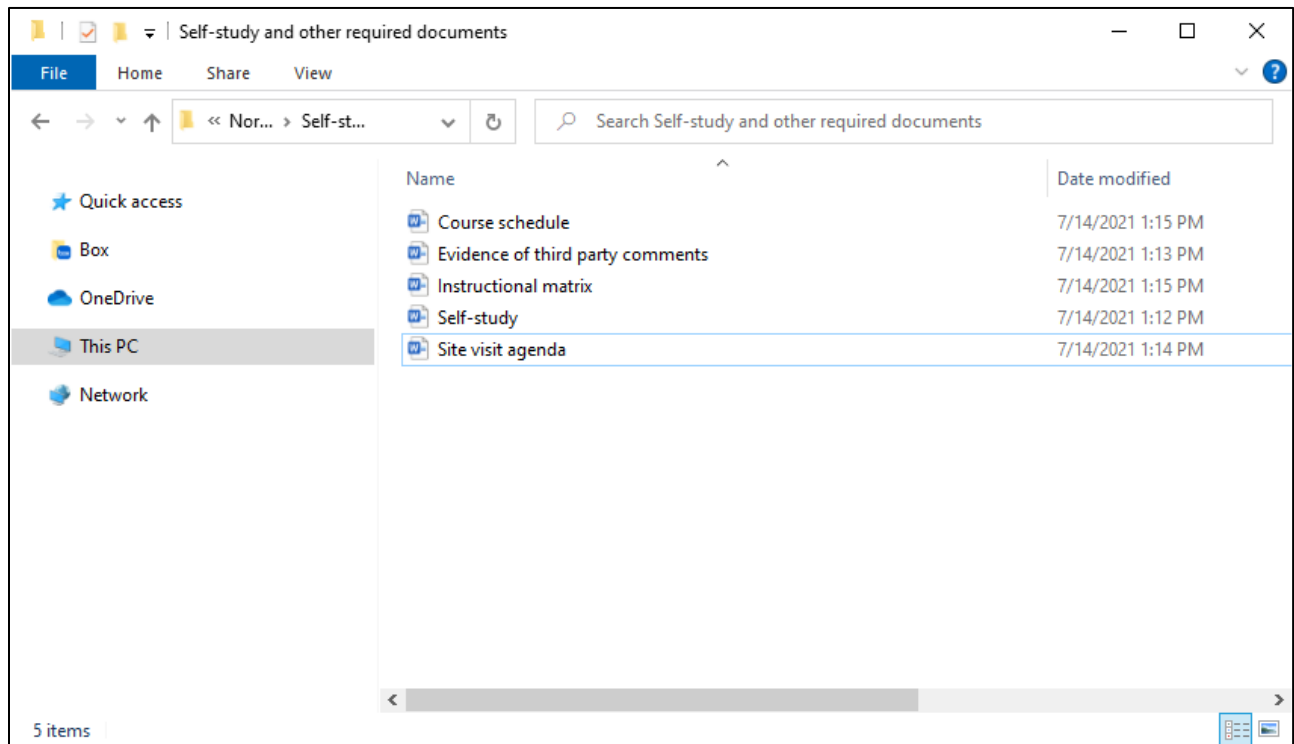 Self-study and other required documents
File Home Share View
« Nor... > Self-st... Search Self-study and other required documents
Name Date modified
Quick access
Box
OneDrive
This PC
Network
Course schedule 7/14/2021 1:15 PM
Evidence of third party comments 7/14/2021 1:13 PM
Instructional matrix 7/14/2021 1:15 PM
Self-study 7/14/2021 1:12 PM
Site visit agenda 7/14/2021 1:14 PM
5 items